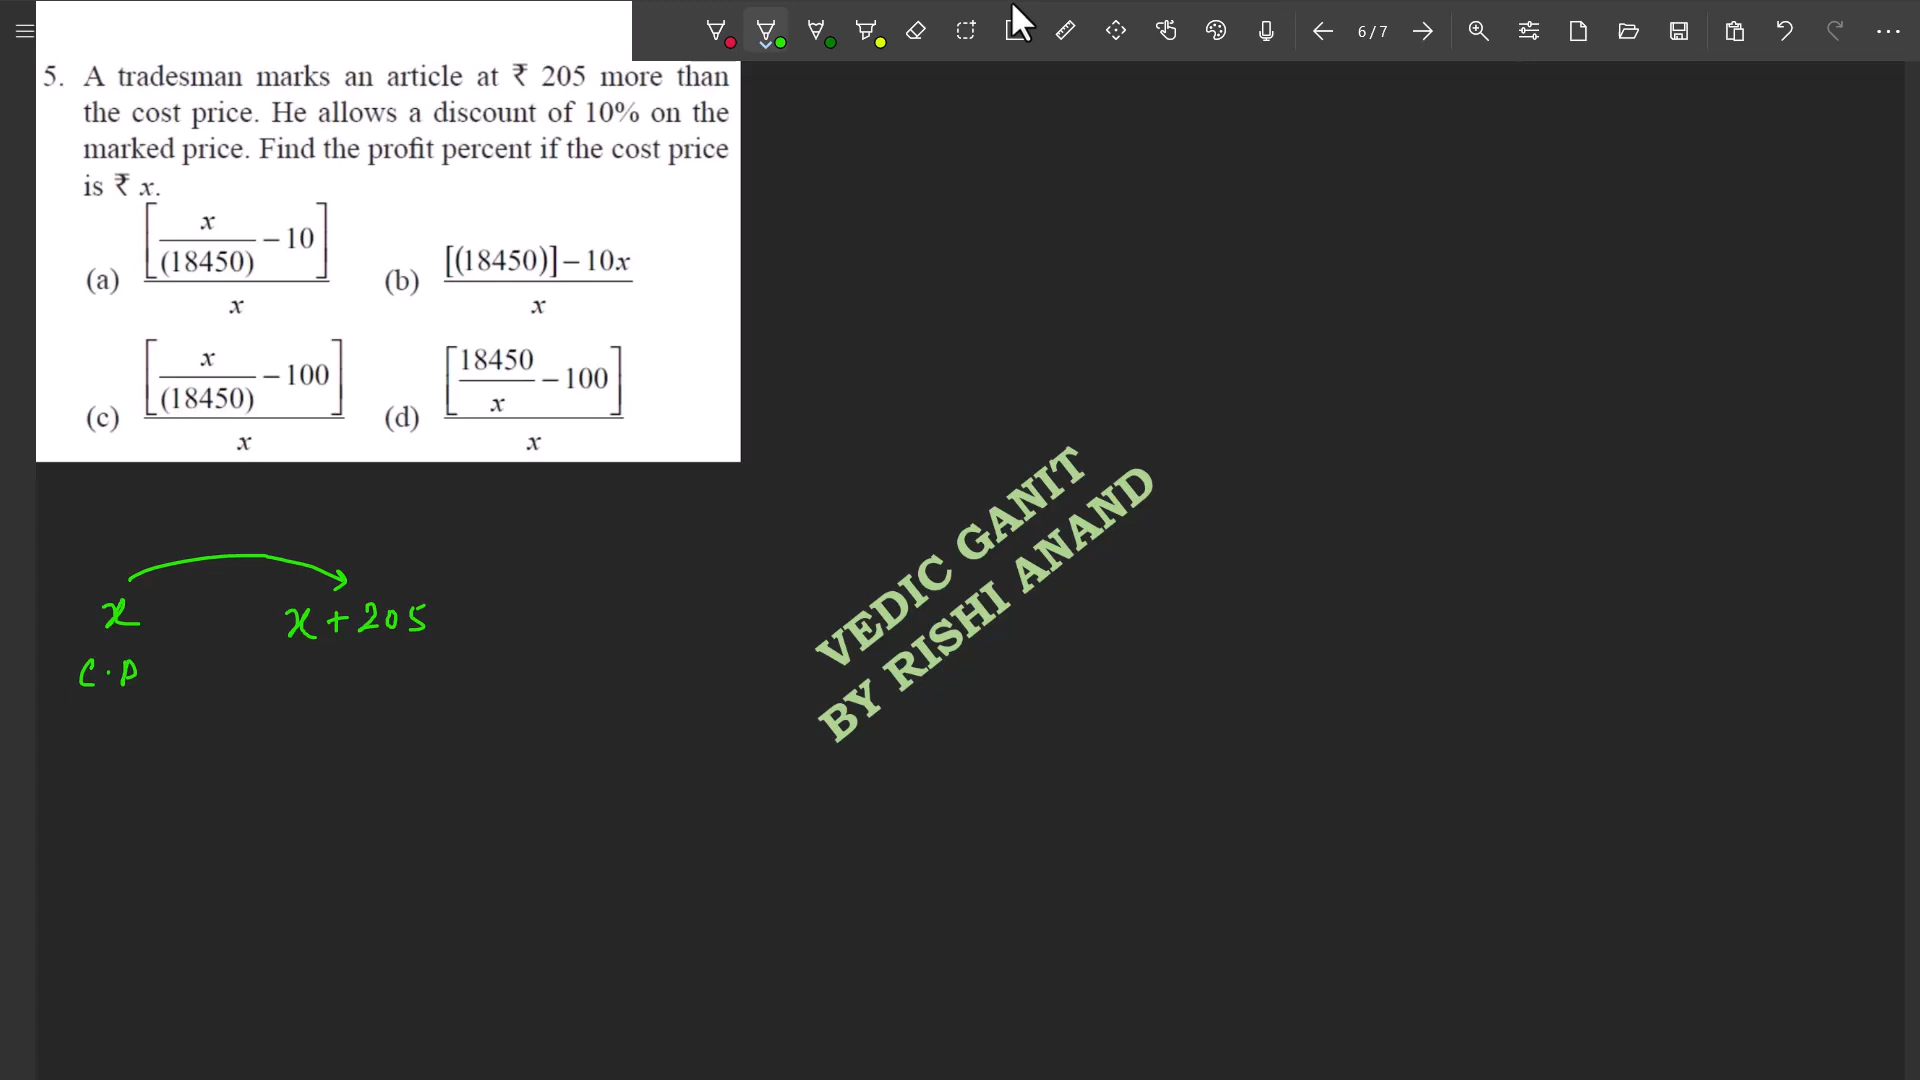 6/7
5. A tradesman marks an article at ₹ 205 more than
the cost price. He allows a discount of 10% on the
marked price. Find the profit percent if the cost price
is ₹ x.
(a) [x/(18450) − 10]/x (b) [(18450)] − 10x/x
(c) [x/(18450) − 100]/x (d) [18450/x − 100]/x
x x + 205
C.P
VEDIC GANIT
BY RISHI ANAND